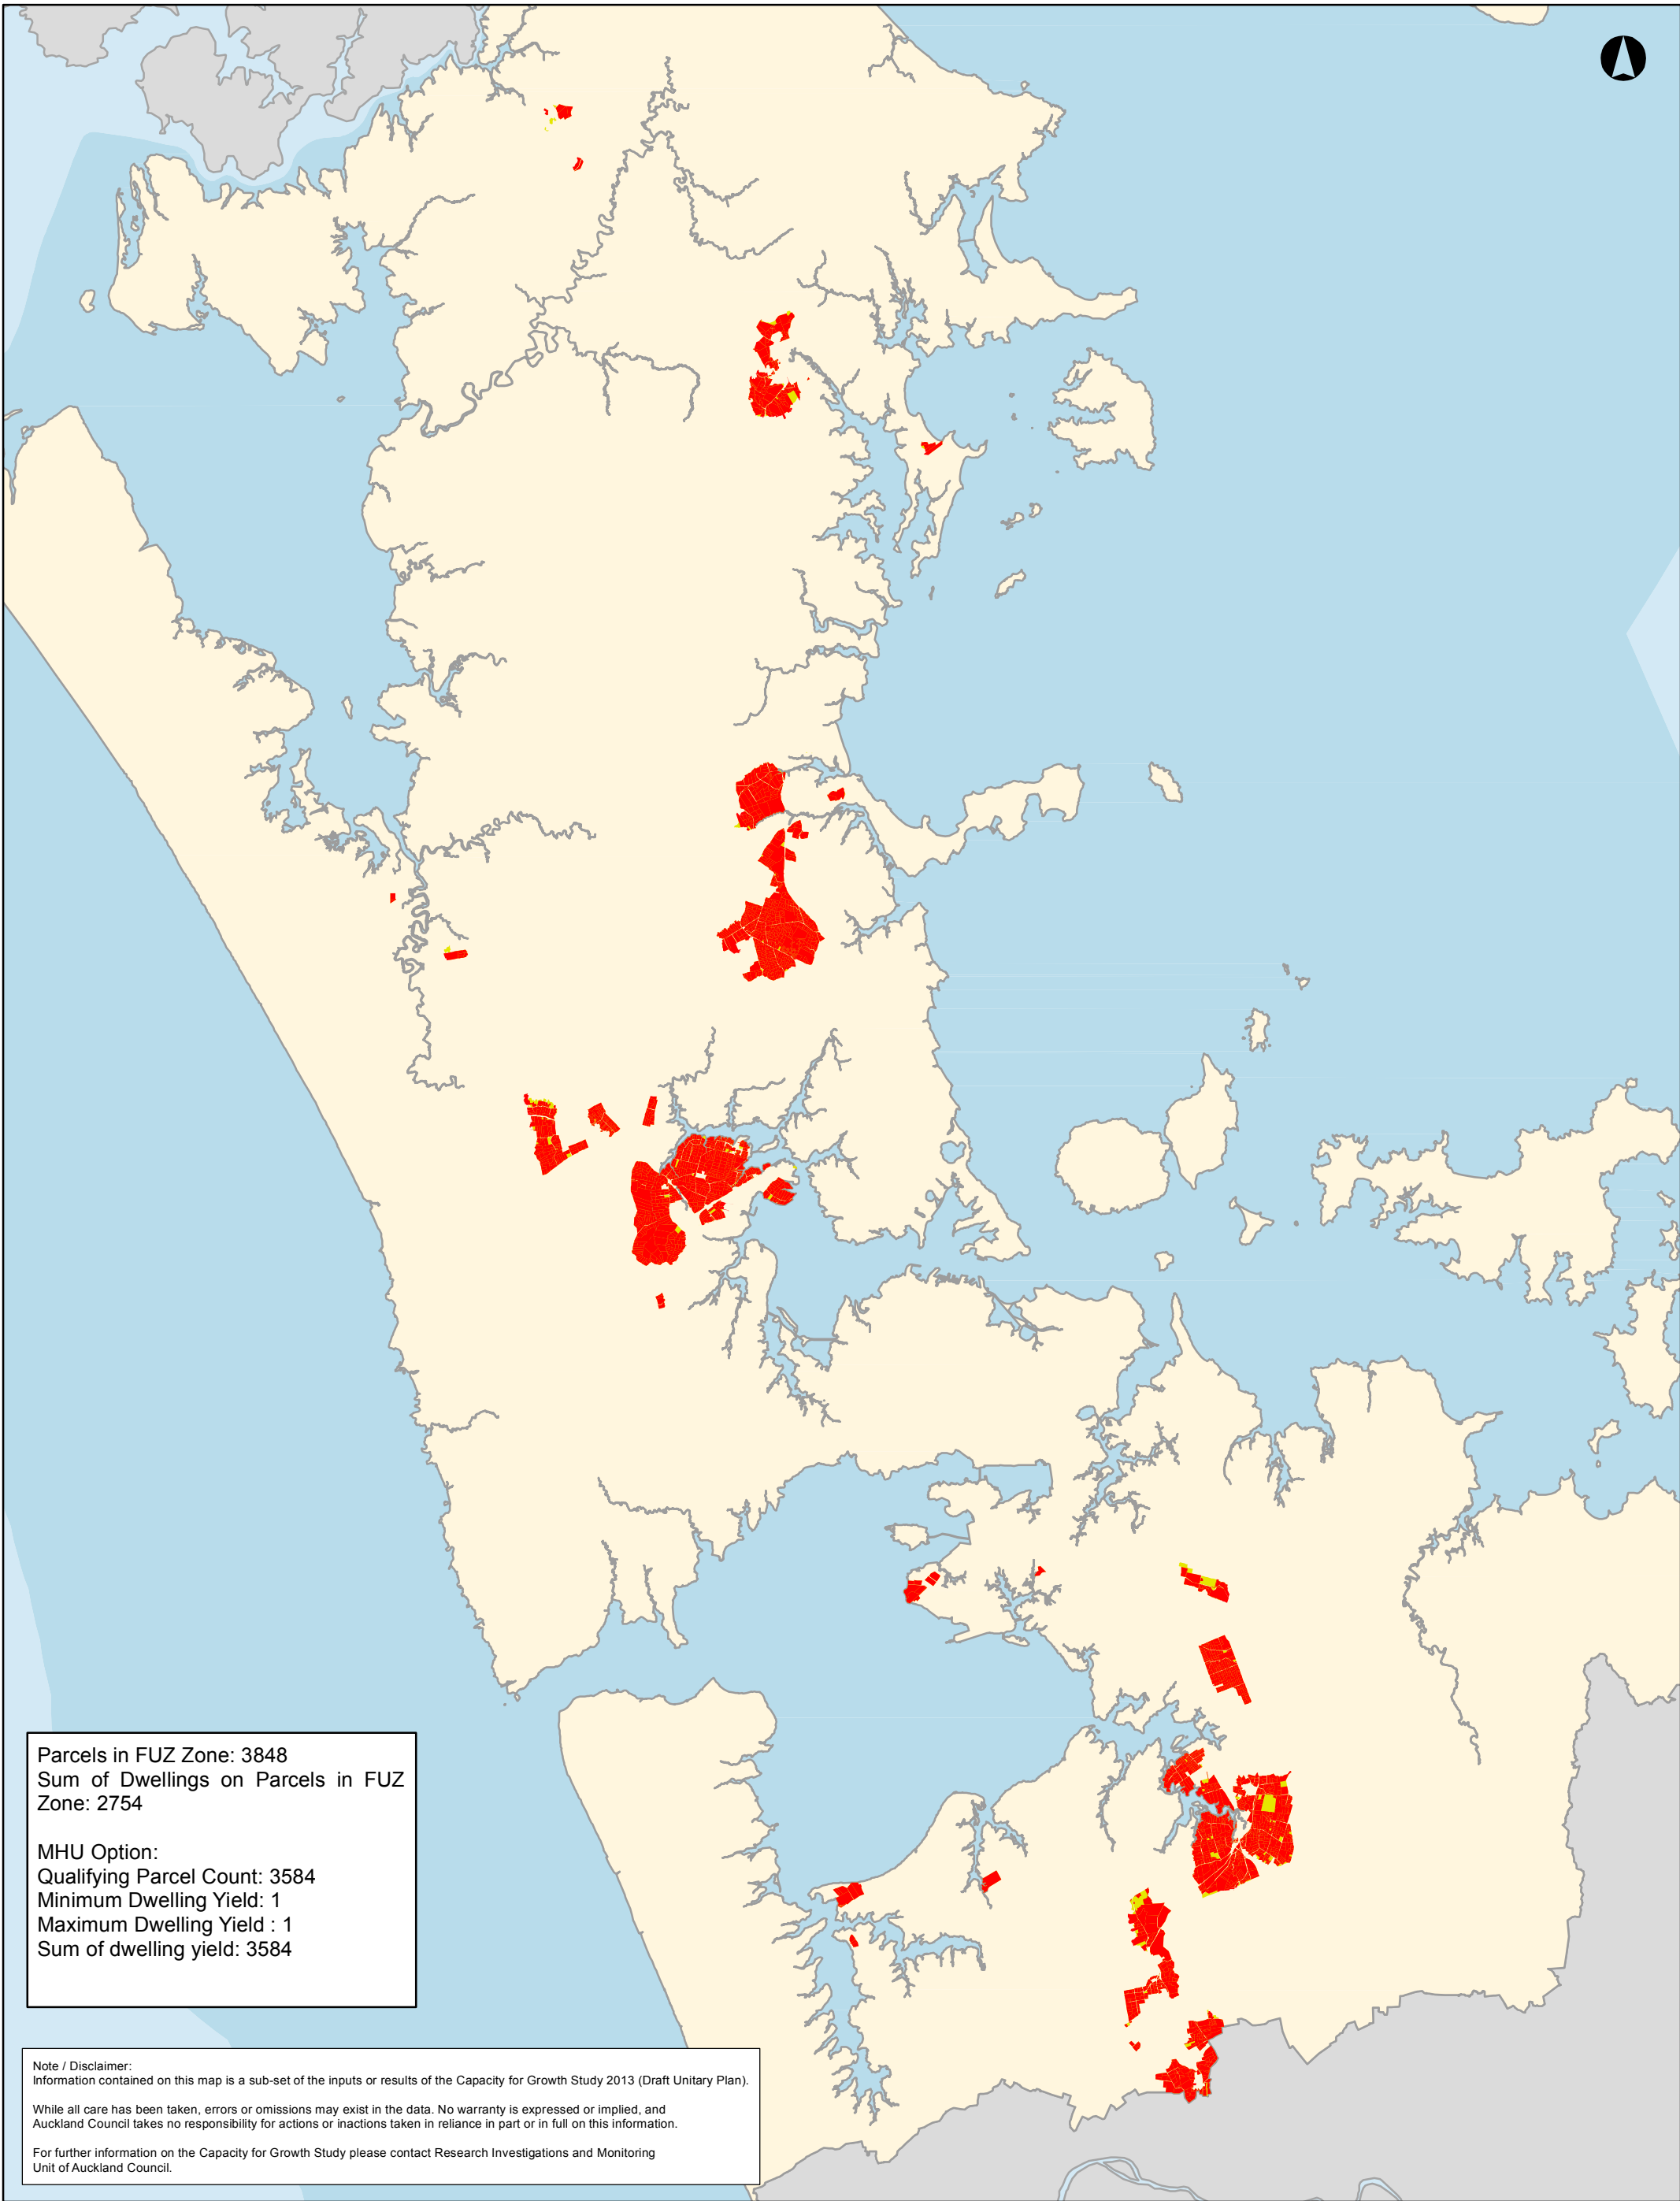 Parcels in FUZ Zone: 3848
Sum of Dwellings on Parcels in FUZ
Zone: 2754
MHU Option:
Qualifying Parcel Count: 3584
Minimum Dwelling Yield: 1
Maximum Dwelling Yield : 1
Sum of dwelling yield: 3584
Note / Disclaimer:
Information contained on this map is a sub-set of the inputs or results of the Capacity for Growth Study 2013 (Draft Unitary Plan).
While all care has been taken, errors or omissions may exist in the data. No warranty is expressed or implied, and
Auckland Council takes no responsibility for actions or inactions taken in reliance in part or in full on this information.
For further information on the Capacity for Growth Study please contact Research Investigations and Monitoring
Unit of Auckland Council.